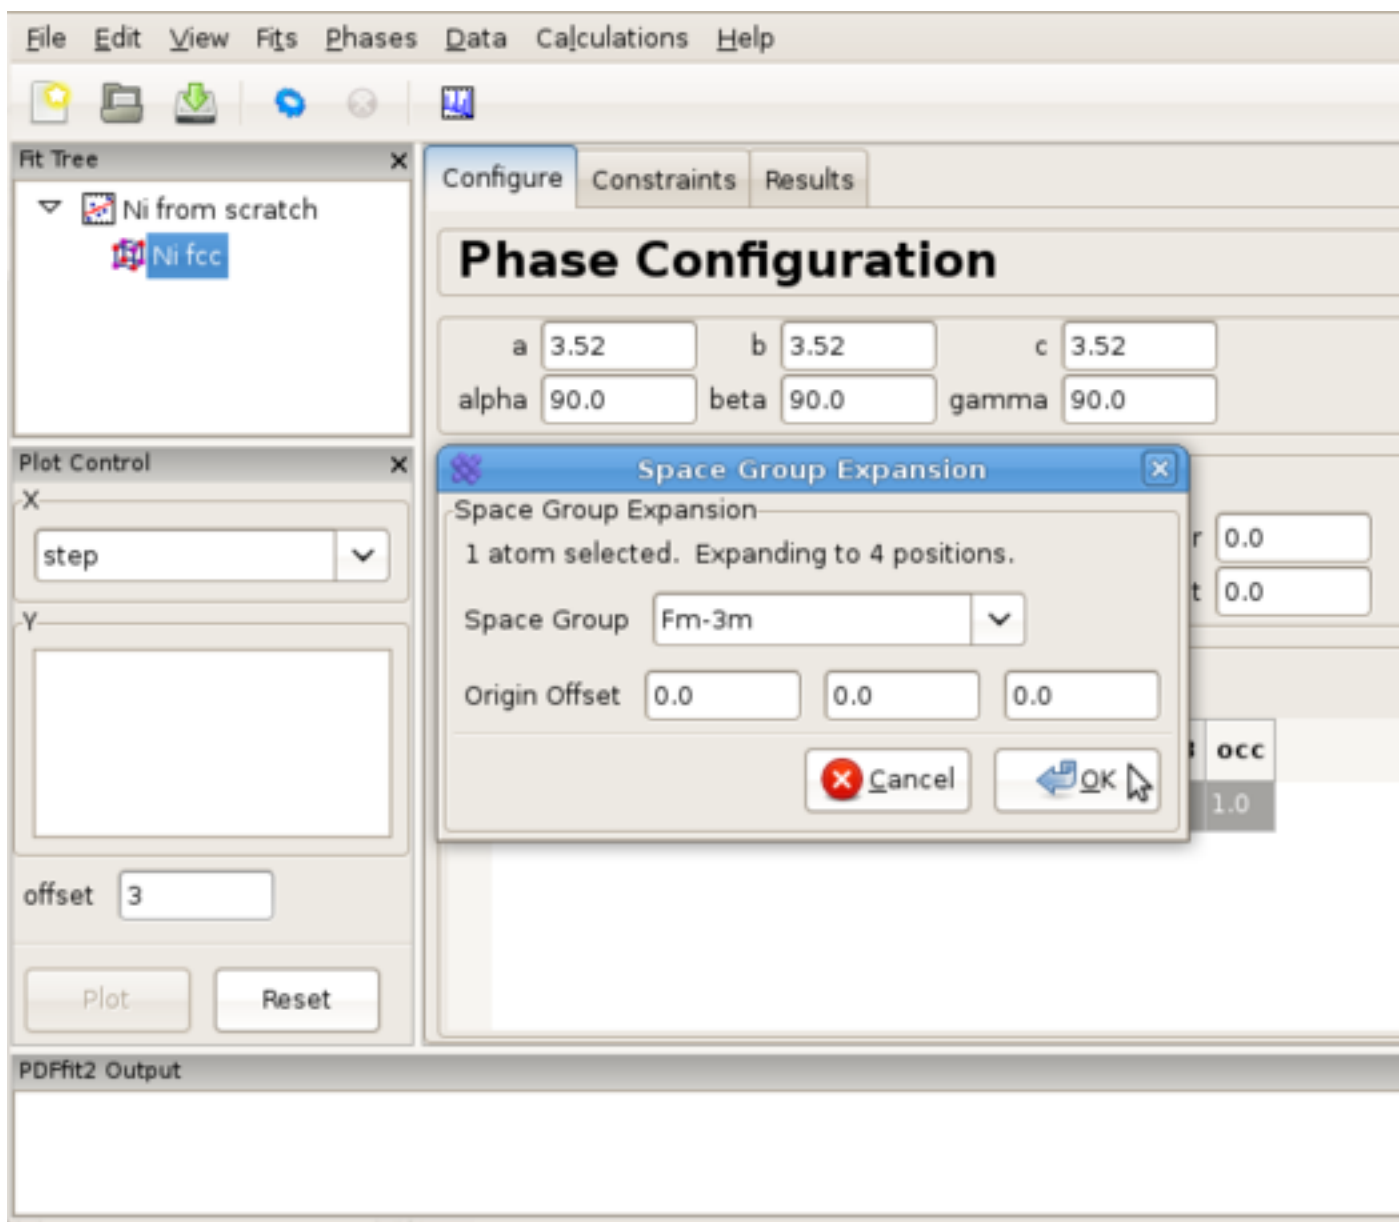 File Edit View Fits Phases Data Calculations Help
Fit Tree
Ni from scratch
Ni fcc
Configure Constraints Results
Phase Configuration
a 3.52 b 3.52 c 3.52
alpha 90.0 beta 90.0 gamma 90.0
Plot Control
X
step
Y
offset 3
Plot Reset
Space Group Expansion
Space Group Expansion
1 atom selected. Expanding to 4 positions.
Space Group Fm-3m
Origin Offset 0.0 0.0 0.0
Cancel OK
r 0.0
t 0.0
occ
1.0
PDFfit2 Output